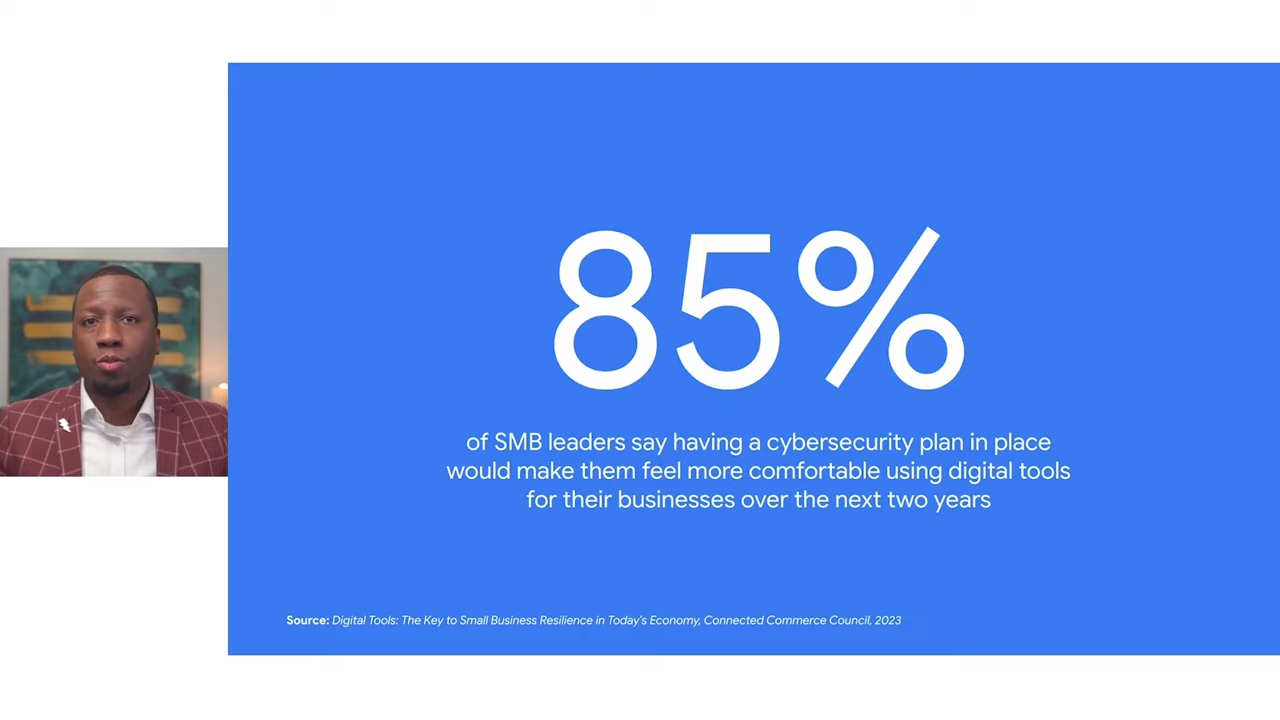 85%
of SMB leaders say having a cybersecurity plan in place
would make them feel more comfortable using digital tools
for their businesses over the next two years
Source: Digital Tools: The Key to Small Business Resilience in Today's Economy, Connected Commerce Council, 2023